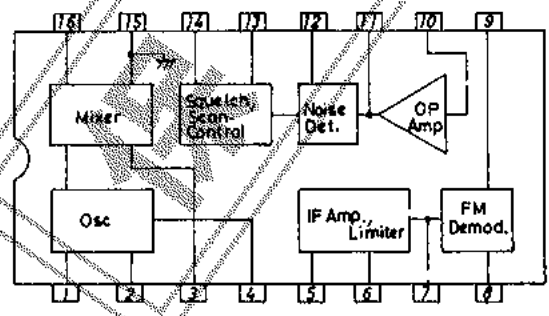 16 15 14 13 12 11 10 9
Mixer
Squelch,
Scan-
Control
Noise
Det.
OP
Amp
Osc
IF Amp.,
Limiter
FM
Demod.
1 2 3 4 5 6 7 8